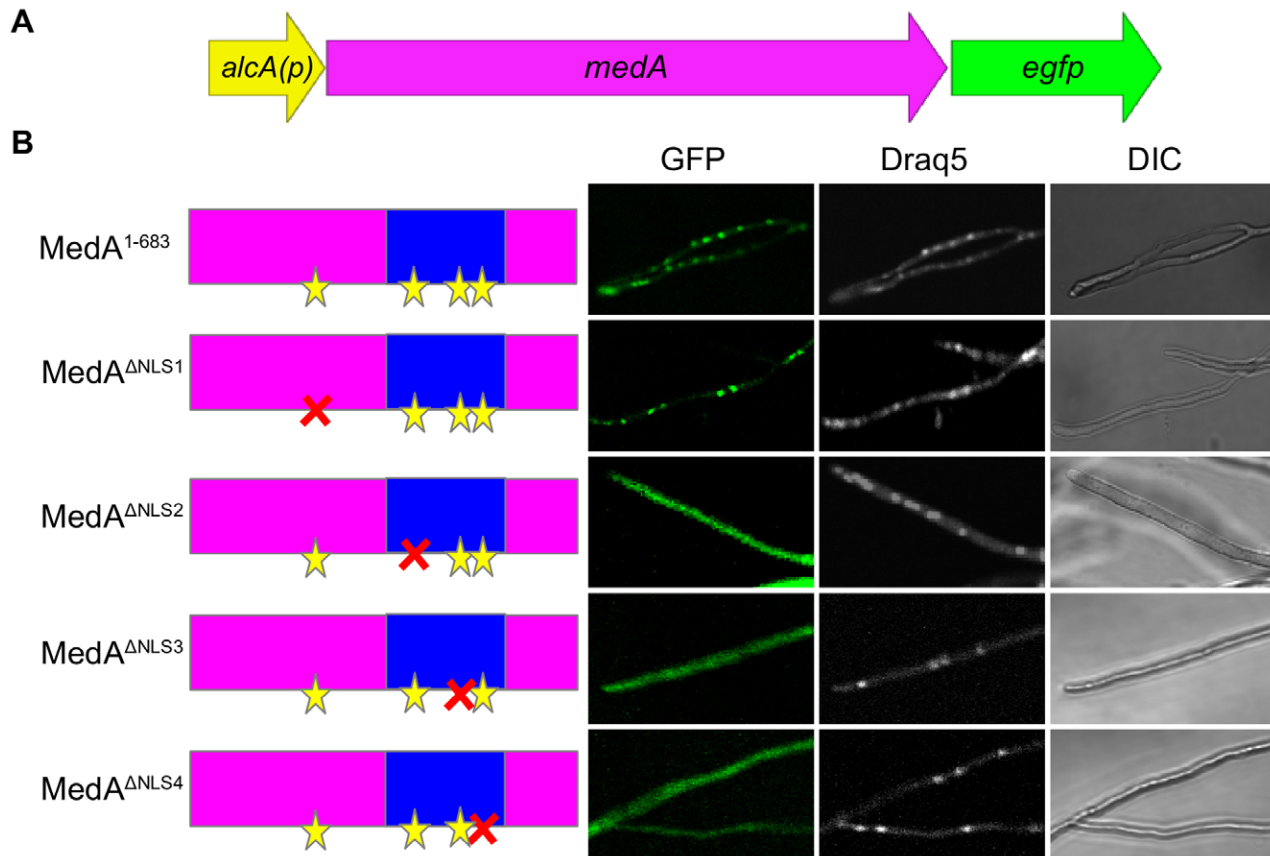 A
alcA(p) medA egfp
B
GFP Draq5 DIC
MedA1-683
MedAΔNLS1
MedAΔNLS2
MedAΔNLS3
MedAΔNLS4